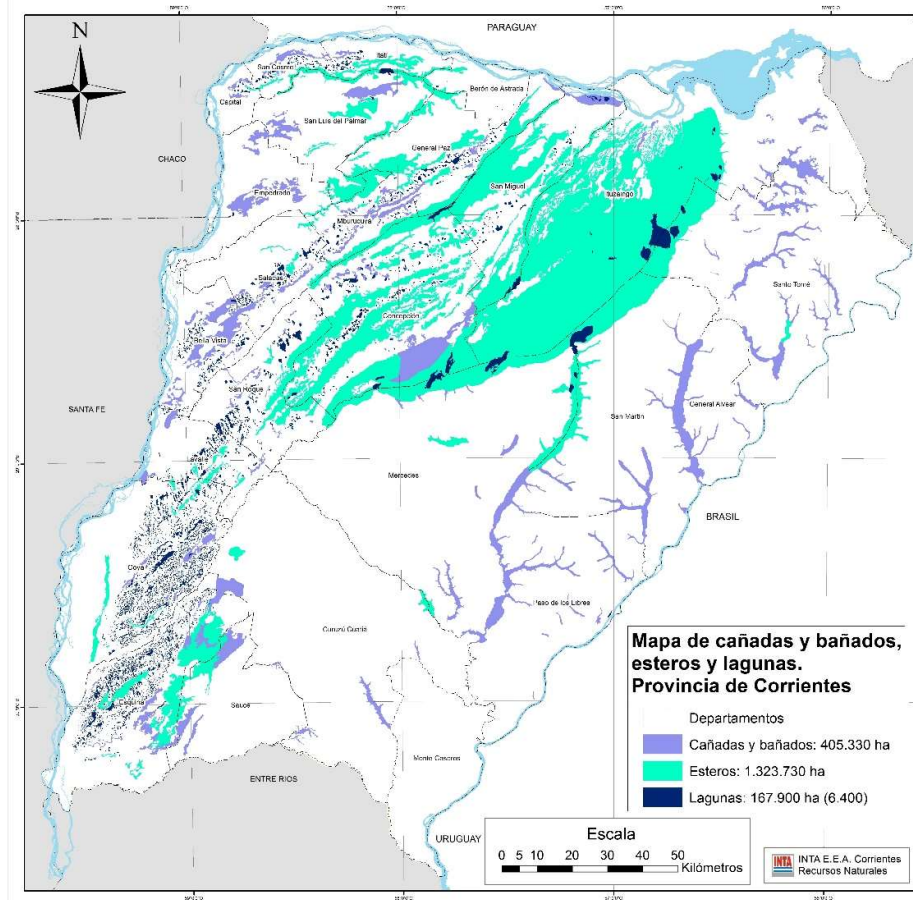 PARAGUAY
N
Itatí
San Cosme
Capital
Berón de Astrada
San Luis del Palmar
CHACO
General Paz
San Miguel
Ituzaingó
Empedrado
Mburucuyá
Saladas
Santo Tomé
Concepción
Bella Vista
San Roque
General Alvear
SANTA FE
San Martín
Lavalle
Mercedes
BRASIL
Goya
Paso de los Libres
Curuzú Cuatiá
Esquina
Sauce
Monte Caseros
ENTRE RIOS
URUGUAY
Mapa de cañadas y bañados,
esteros y lagunas.
Provincia de Corrientes
Departamentos
Cañadas y bañados: 405.330 ha
Esteros: 1.323.730 ha
Lagunas: 167.900 ha (6.400)
Escala
0 5 10 20 30 40 50
Kilómetros
INTA
INTA E.E.A. Corrientes
Recursos Naturales